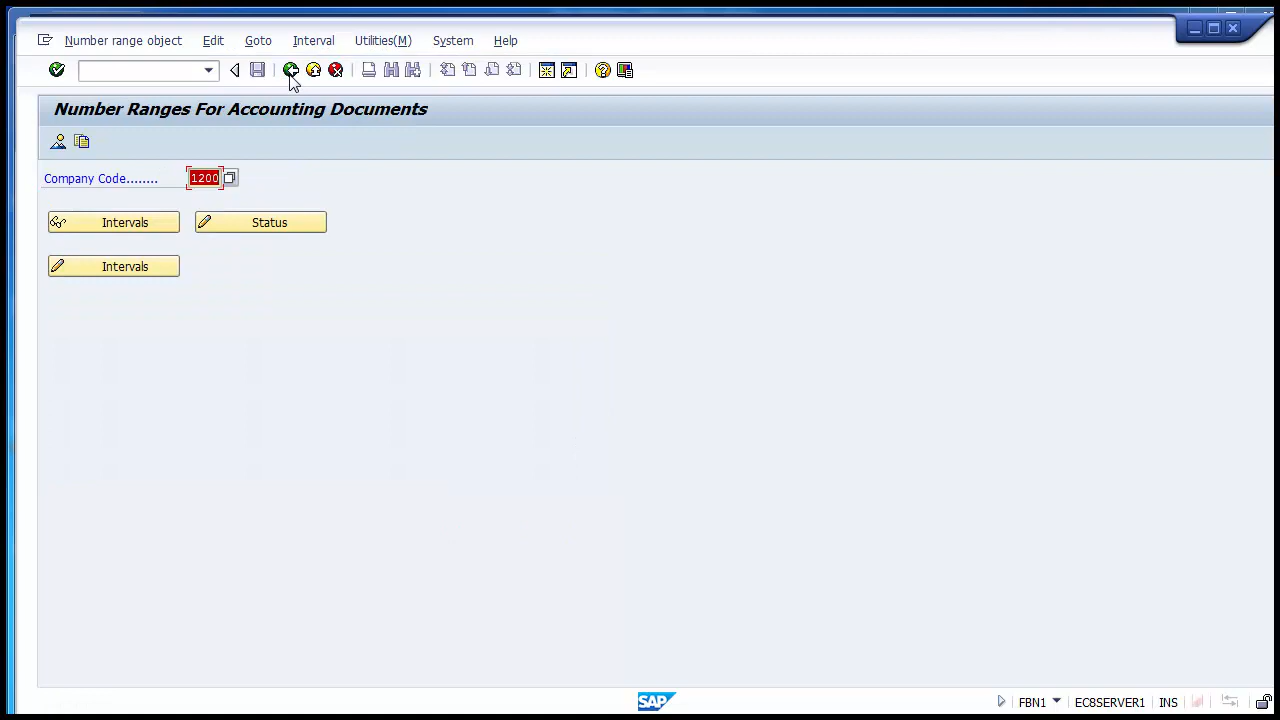 Number range object Edit Goto Interval Utilities(M) System Help
Number Ranges For Accounting Documents
Company Code........ 1200
Intervals Status
Intervals
SAP FBN1 EC8SERVER1 INS